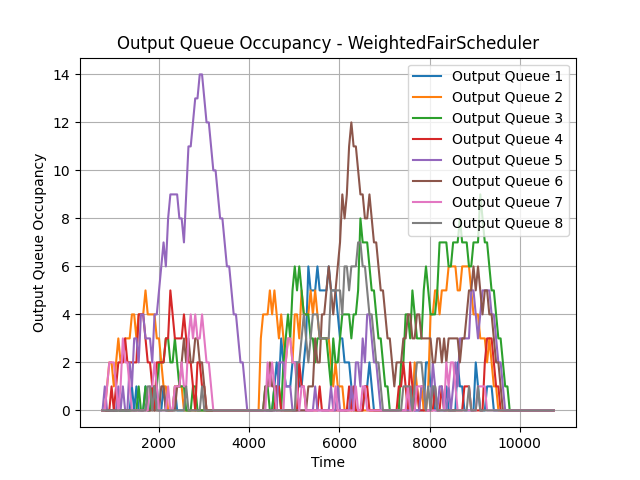 Output Queue Occupancy - WeightedFairScheduler
Output Queue Occupancy
14
12
10
8
6
4
2
0
Output Queue 1
Output Queue 2
Output Queue 3
Output Queue 4
Output Queue 5
Output Queue 6
Output Queue 7
Output Queue 8
2000
4000
6000
8000
10000
Time